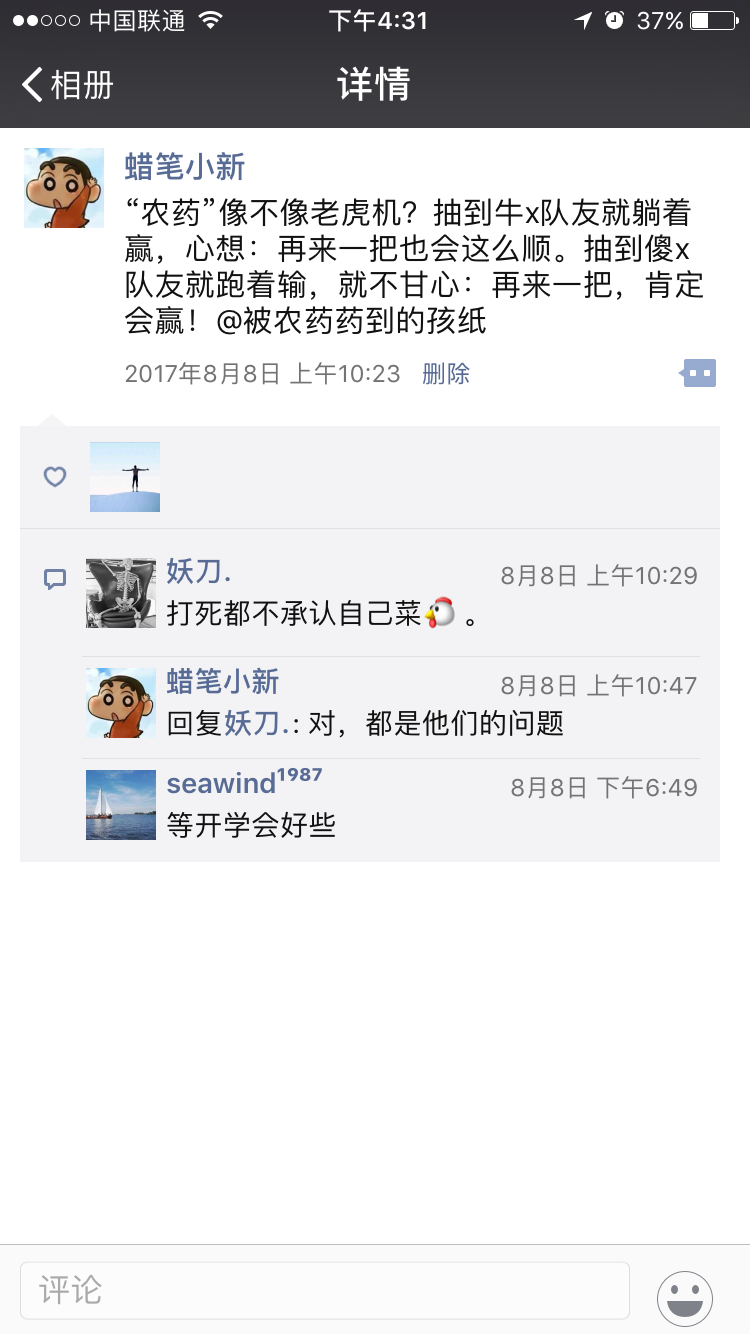 中国联通 下午4:31 37%
相册 详情
蜡笔小新
“农药”像不像老虎机？抽到牛x队友就躺着
赢，心想：再来一把也会这么顺。抽到傻x
队友就跑着输，就不甘心：再来一把，肯定
会赢！@被农药药到的孩纸
2017年8月8日 上午10:23 删除
妖刀. 8月8日 上午10:29
打死都不承认自己菜🐔。
蜡笔小新 8月8日 上午10:47
回复妖刀.: 对，都是他们的问题
seawind¹⁹⁸⁷ 8月8日 下午6:49
等开学会好些
评论